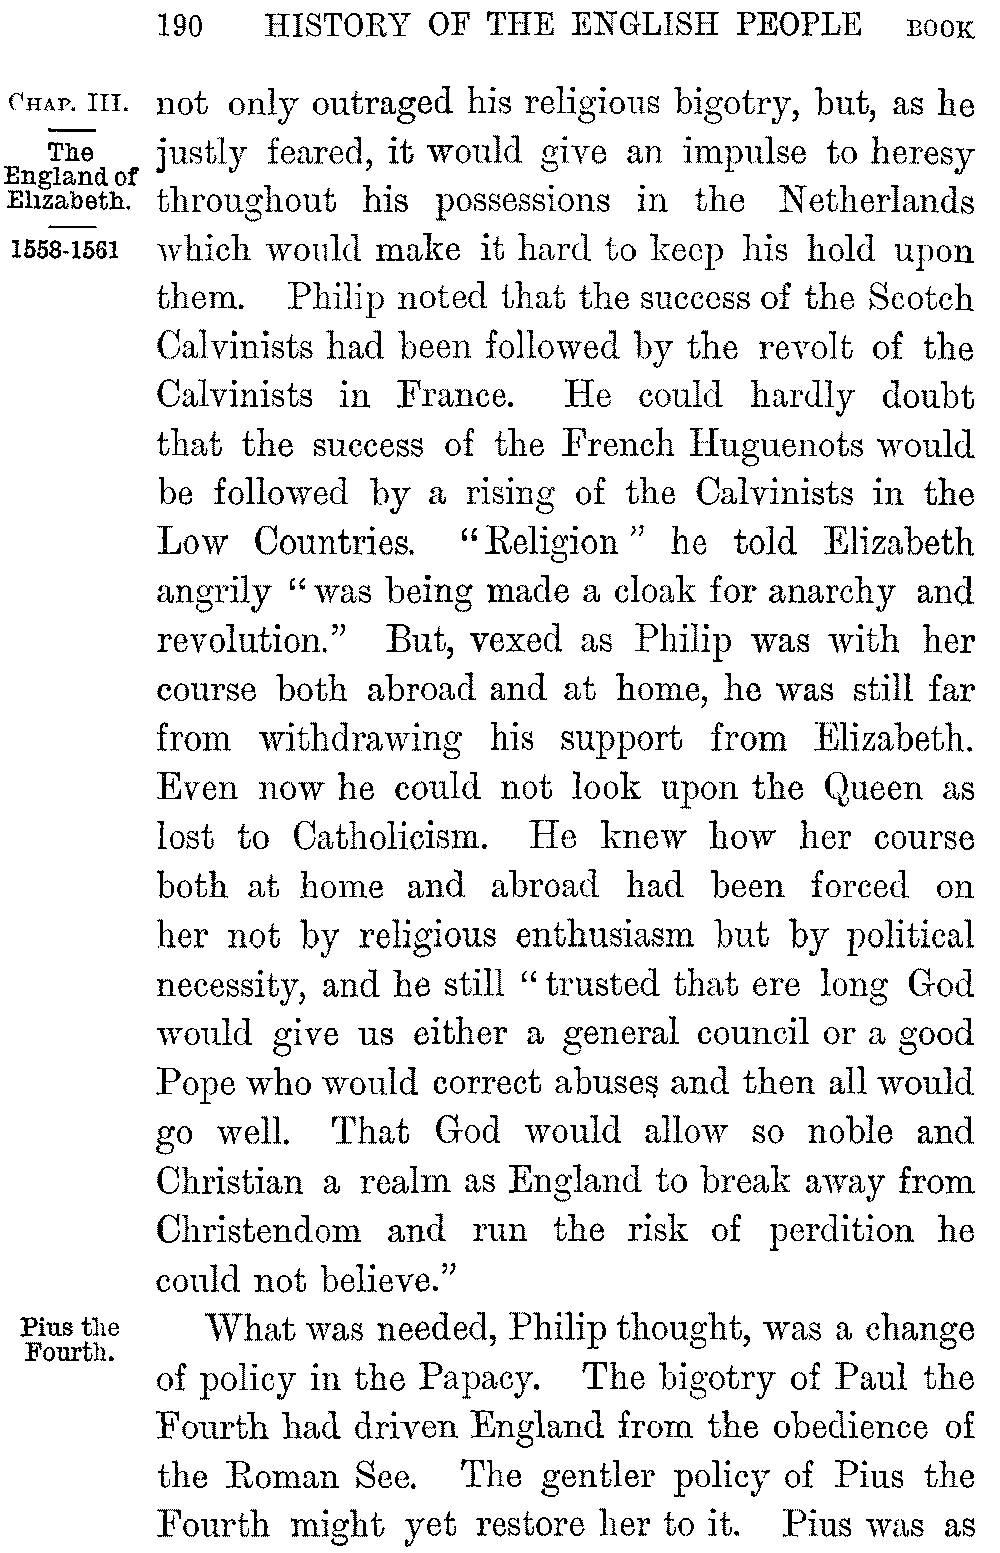 190 HISTORY OF THE ENGLISH PEOPLE BOOK
CHAP. III.
The
England of
Elizabeth.
1558-1561
not only outraged his religious bigotry, but, as he
justly feared, it would give an impulse to heresy
throughout his possessions in the Netherlands
which would make it hard to keep his hold upon
them. Philip noted that the success of the Scotch
Calvinists had been followed by the revolt of the
Calvinists in France. He could hardly doubt
that the success of the French Huguenots would
be followed by a rising of the Calvinists in the
Low Countries. “Religion” he told Elizabeth
angrily “was being made a cloak for anarchy and
revolution.” But, vexed as Philip was with her
course both abroad and at home, he was still far
from withdrawing his support from Elizabeth.
Even now he could not look upon the Queen as
lost to Catholicism. He knew how her course
both at home and abroad had been forced on
her not by religious enthusiasm but by political
necessity, and he still “trusted that ere long God
would give us either a general council or a good
Pope who would correct abuses and then all would
go well. That God would allow so noble and
Christian a realm as England to break away from
Christendom and run the risk of perdition he
could not believe.”
Pius the
Fourth.
What was needed, Philip thought, was a change
of policy in the Papacy. The bigotry of Paul the
Fourth had driven England from the obedience of
the Roman See. The gentler policy of Pius the
Fourth might yet restore her to it. Pius was as